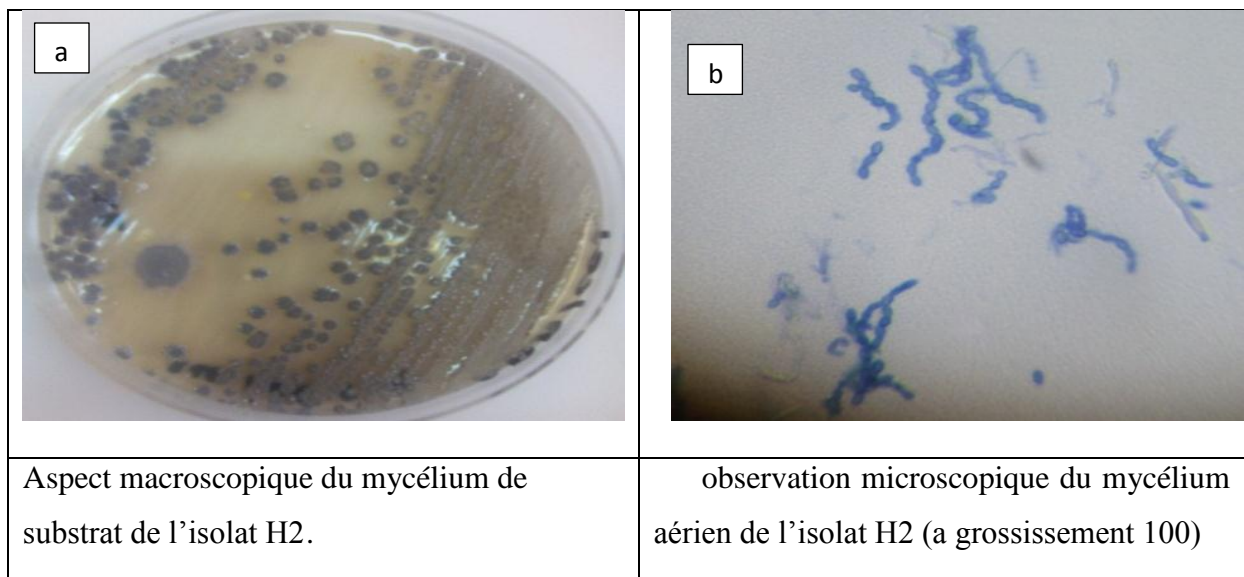 a
b
Aspect macroscopique du mycélium de
substrat de l’isolat H2.
observation microscopique du mycélium
aérien de l’isolat H2 (a grossissement 100)